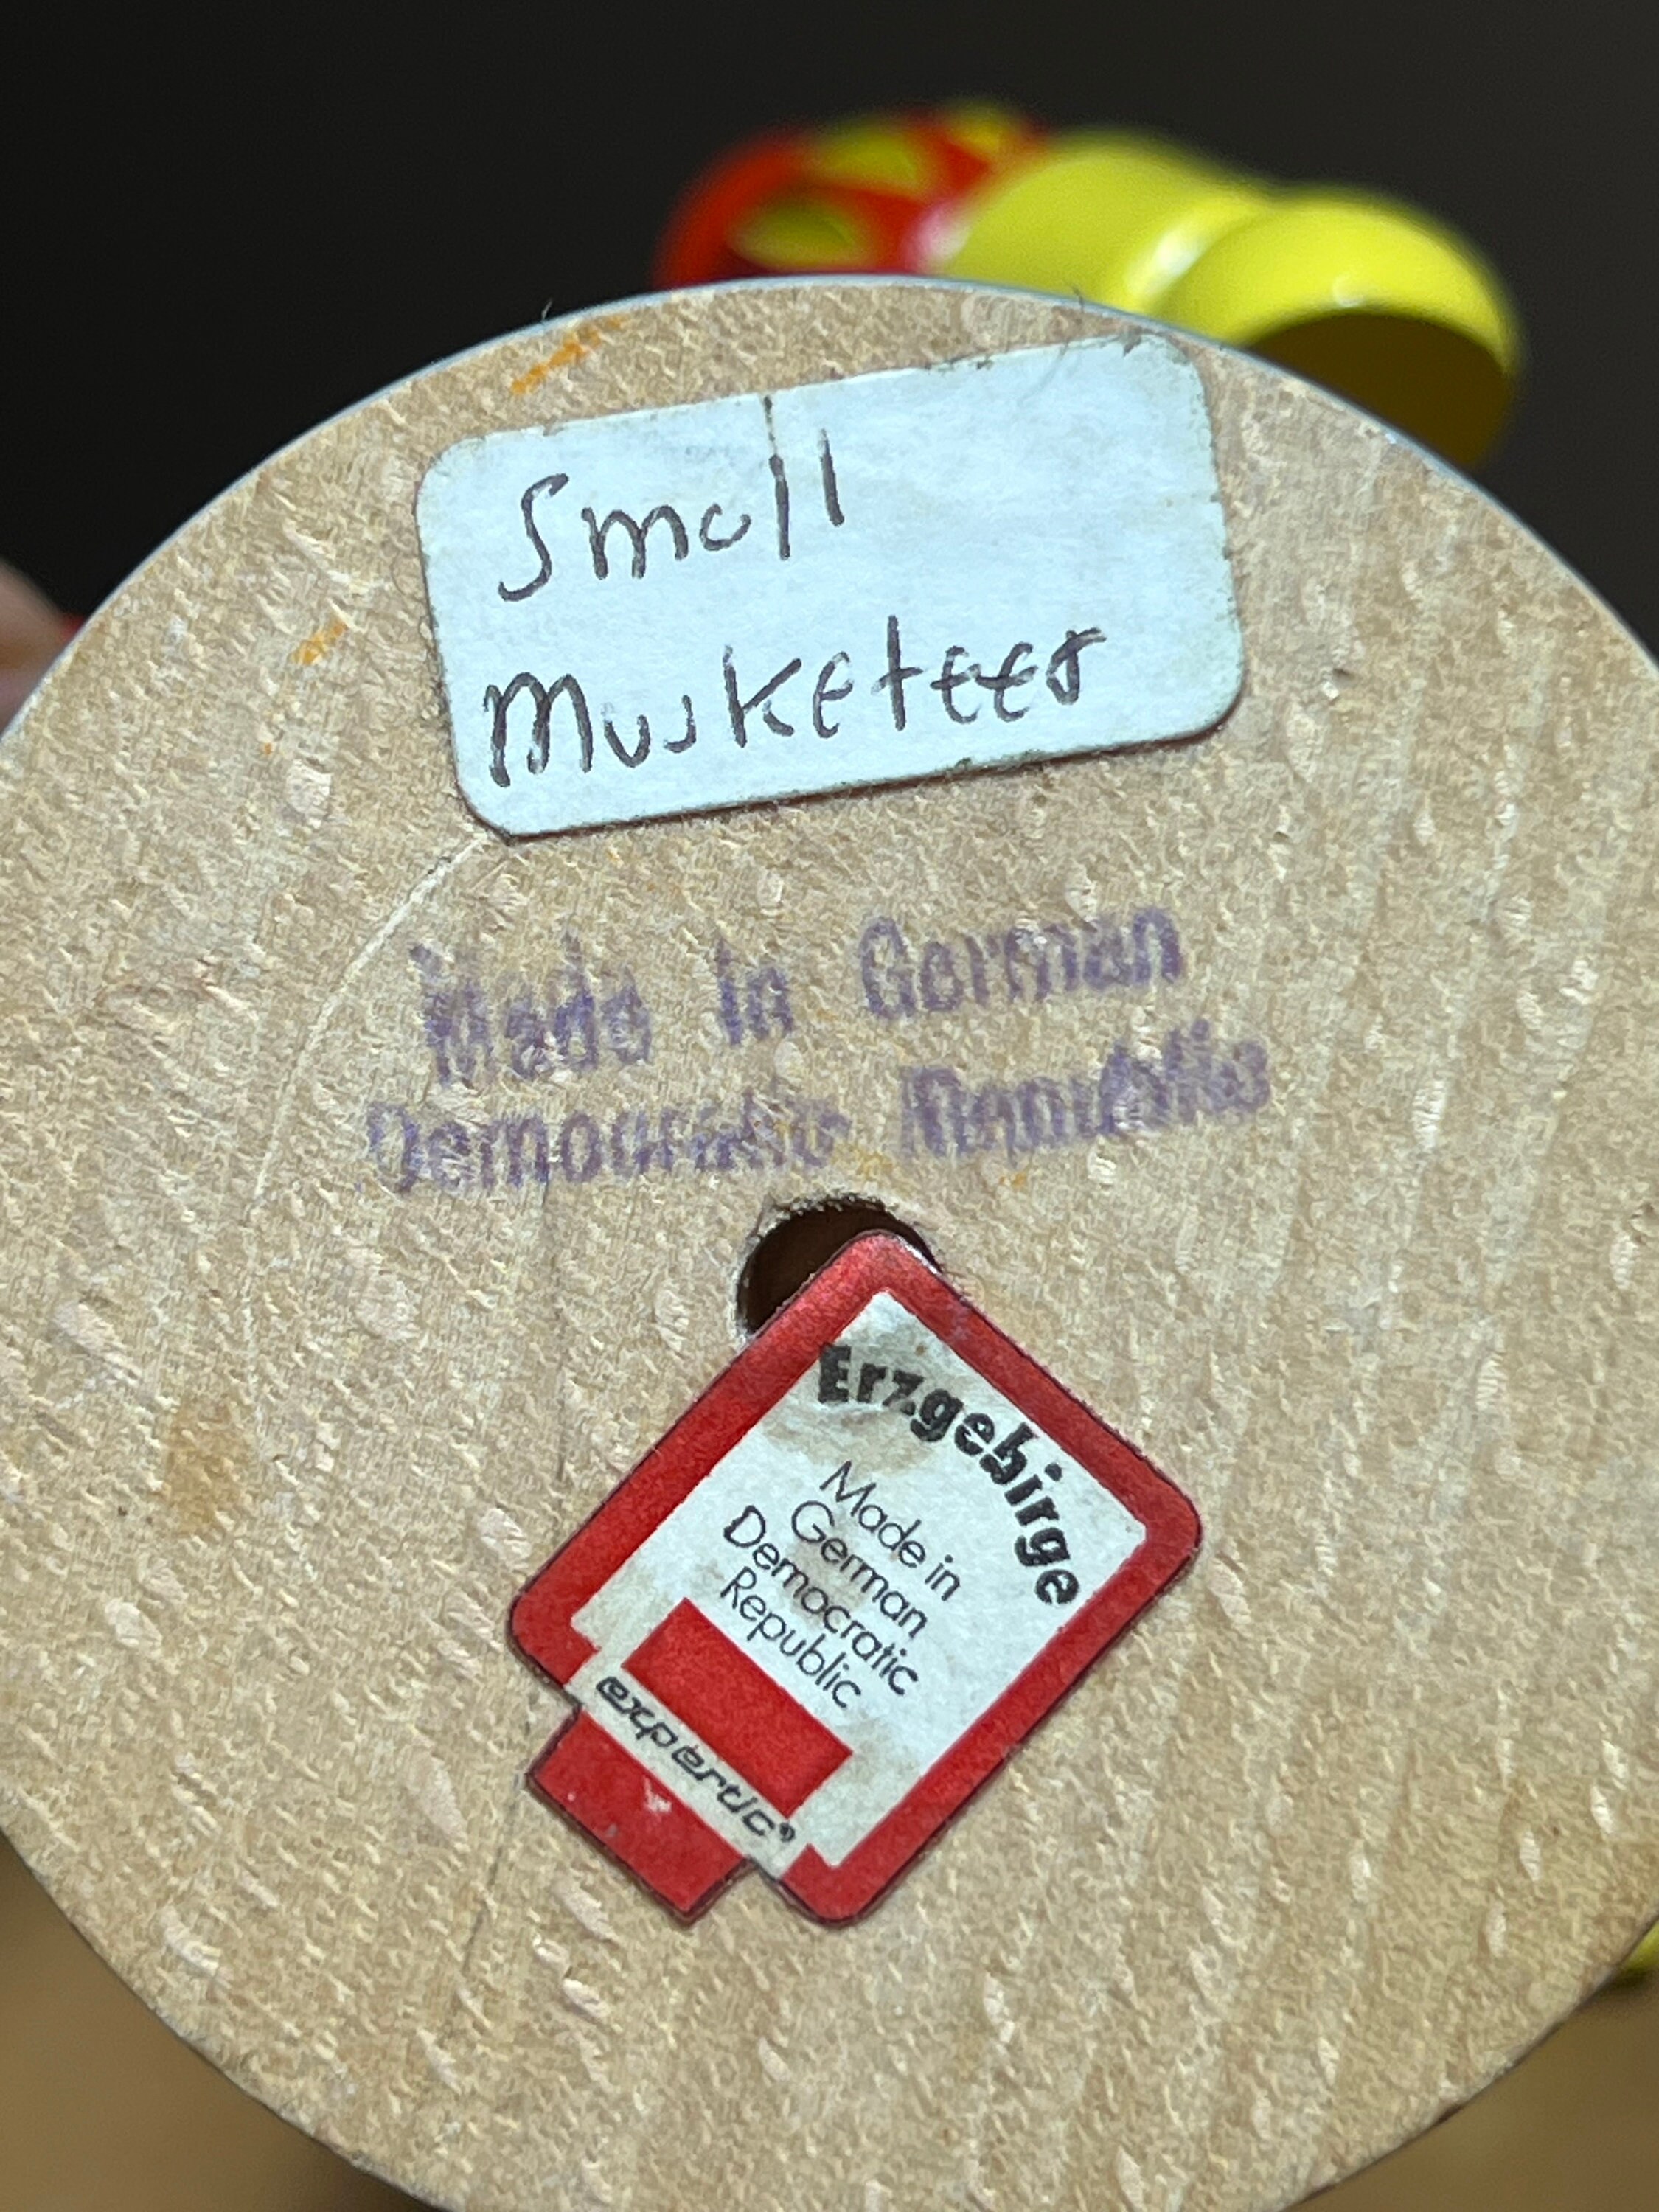 Small
Musketeer
Made in German
Democratic Republic
Erzgebirge
Made in
German
Democratic
Republic
expertic®